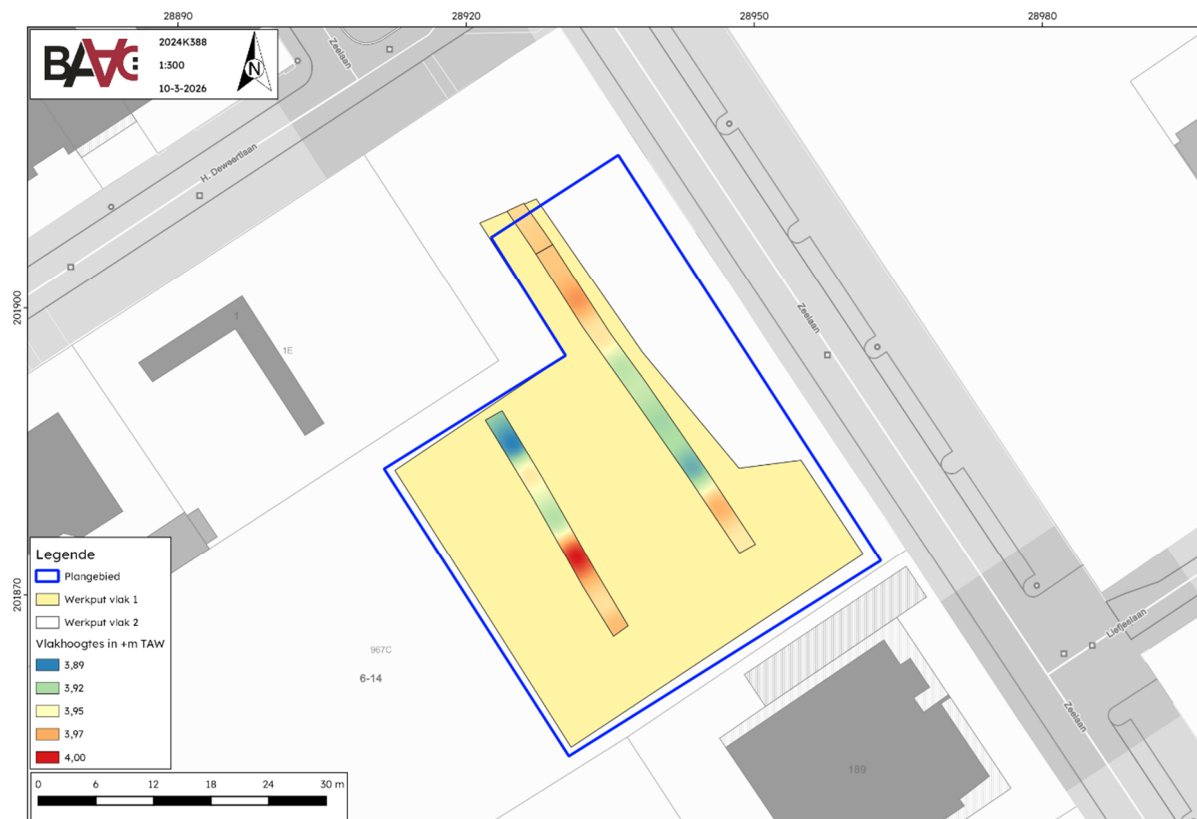 28890
28920
28950
28980
BAAC
2024K388
1:300
10-3-2026
N
Zeelaan
H. Deweertlaan
201900
1
1E
Zeelaan
201870
967C
6-14
Liefjeslaan
Zeelaan
189
Legende
Plangebied
Werkput vlak 1
Werkput vlak 2
Vlakhoogtes in +m TAW
3,89
3,92
3,95
3,97
4,00
0 6 12 18 24 30 m